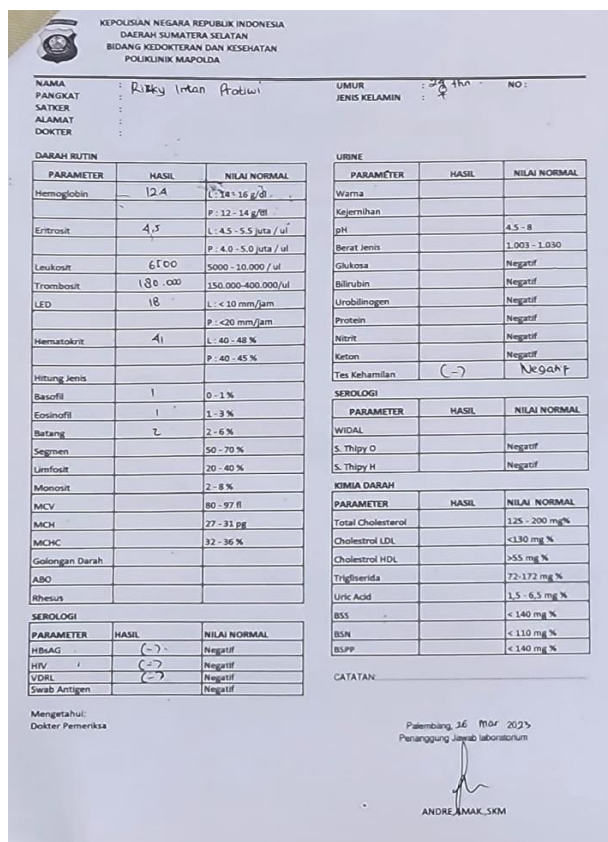 KEPOLISIAN NEGARA REPUBLIK INDONESIA
DAERAH SUMATERA SELATAN
BIDANG KEDOKTERAN DAN KESEHATAN
POLIKLINIK MAPOLDA
NAMA : Rizky Intan Pratiwi
PANGKAT :
SATKER :
ALAMAT :
DOKTER :
UMUR : thn NO :
JENIS KELAMIN : ♀
DARAH RUTIN
PARAMETER HASIL NILAI NORMAL
Hemoglobin 12.4 L : 14 - 16 g/dl
P : 12 - 14 g/dl
Eritrosit 4,5 L : 4.5 - 5.5 juta / ul
P : 4.0 - 5.0 juta / ul
Leukosit 6500 5000 - 10.000 / ul
Trombosit 180.000 150.000-400.000/ul
LED 18 L : < 10 mm/jam
P : <20 mm/jam
Hematokrit 41 L : 40 - 48 %
P : 40 - 45 %
Hitung Jenis
Basofil 1 0 - 1 %
Eosinofil 1 1 - 3 %
Batang 2 2 - 6 %
Segmen 50 - 70 %
Limfosit 20 - 40 %
Monosit 2 - 8 %
MCV 80 - 97 fl
MCH 27 - 31 pg
MCHC 32 - 36 %
Golongan Darah
ABO
Rhesus
SEROLOGI
PARAMETER HASIL NILAI NORMAL
HBsAG (-) Negatif
HIV (-) Negatif
VDRL (-) Negatif
Swab Antigen Negatif
Mengetahui:
Dokter Pemeriksa
URINE
PARAMETER HASIL NILAI NORMAL
Warna
Kejernihan
pH 4.5 - 8
Berat Jenis 1.003 - 1.030
Glukosa Negatif
Bilirubin Negatif
Urobilinogen Negatif
Protein Negatif
Nitrit Negatif
Keton Negatif
Tes Kehamilan (-) Negatif
SEROLOGI
PARAMETER HASIL NILAI NORMAL
WIDAL
S. Thipy O Negatif
S. Thipy H Negatif
KIMIA DARAH
PARAMETER HASIL NILAI NORMAL
Total Cholesterol 125 - 200 mg%
Cholestrol LDL <130 mg %
Cholestrol HDL >55 mg %
Trigliserida 72-172 mg %
Uric Acid 1,5 - 6,5 mg %
BSS < 140 mg %
BSN < 110 mg %
BSPP < 140 mg %
CATATAN:
Palembang, 26 Mar 2023
Penanggung Jawab laboratorium
ANDRE AMAK.,SKM